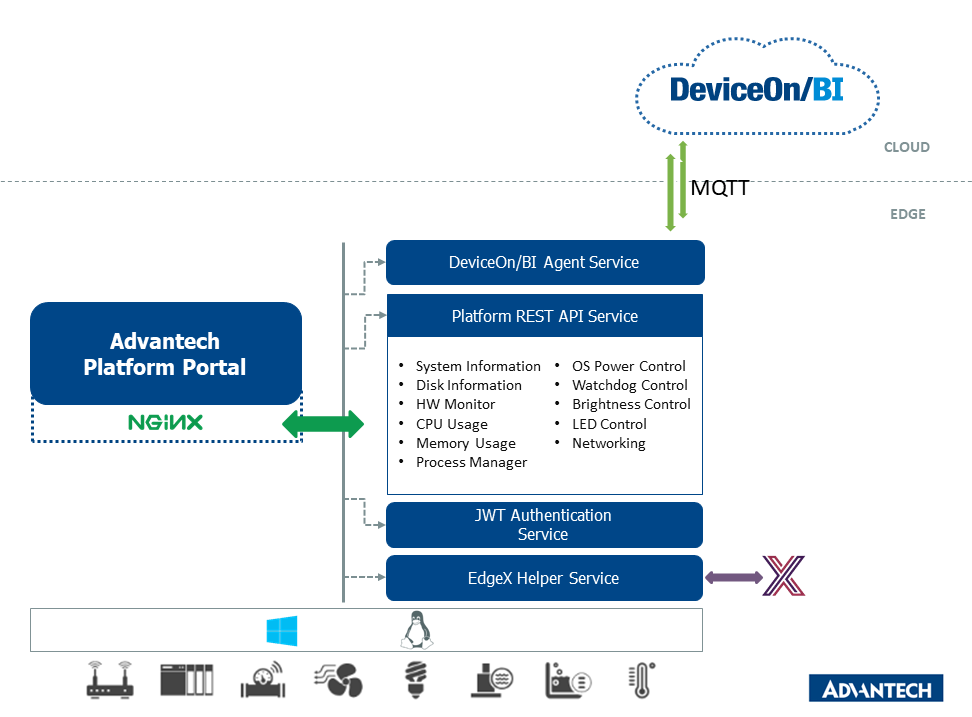 DeviceOn/BI
CLOUD
MQTT
EDGE
DeviceOn/BI Agent Service
Platform REST API Service
Advantech
Platform Portal
NGINX
• System Information
• Disk Information
• HW Monitor
• CPU Usage
• Memory Usage
• Process Manager
• OS Power Control
• Watchdog Control
• Brightness Control
• LED Control
• Networking
JWT Authentication
Service
EdgeX Helper Service
ADVANTECH